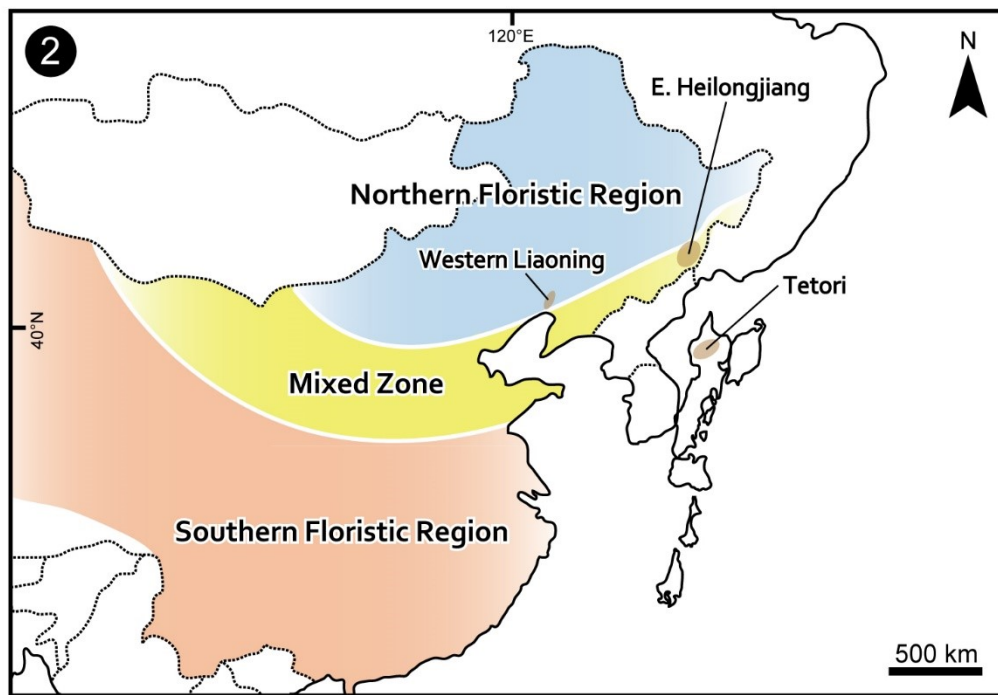 2
120°E
N
E. Heilongjiang
Northern Floristic Region
Western Liaoning
Tetori
40°N
Mixed Zone
Southern Floristic Region
500 km